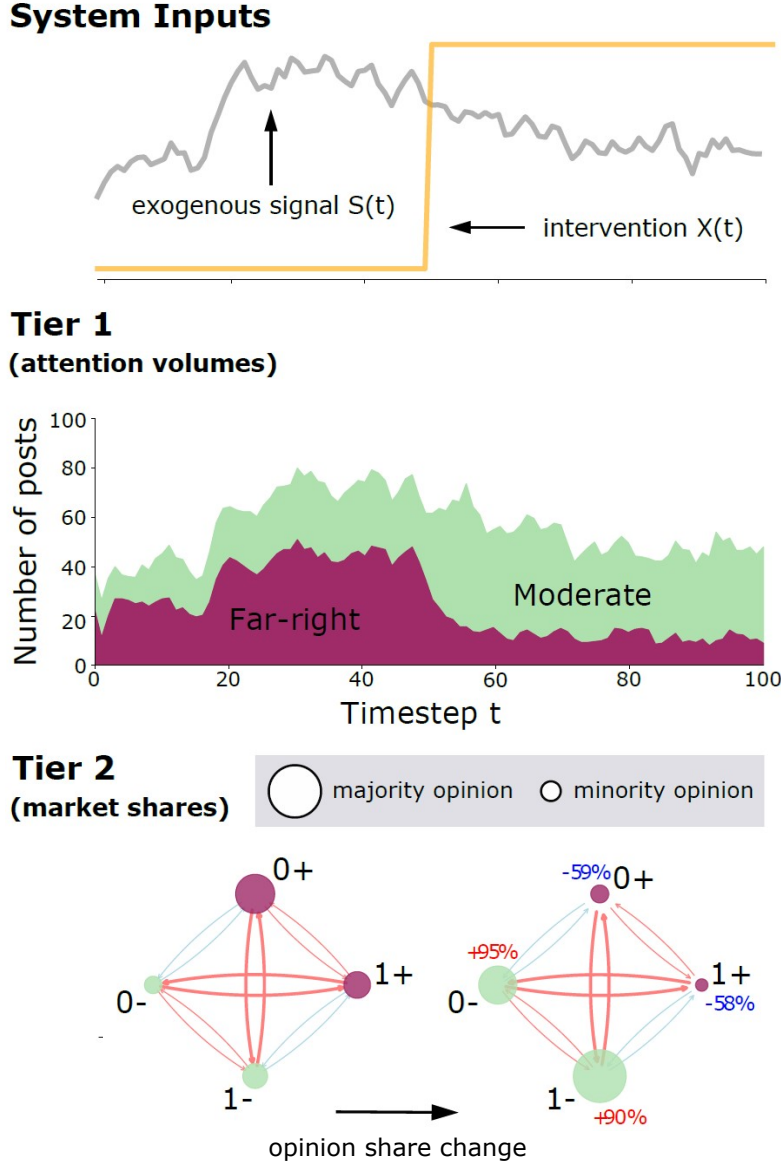 System Inputs
exogenous signal S(t)
intervention X(t)
Tier 1
(attention volumes)
Number of posts
100
80
60
40
20
0
Moderate
Far-right
0 20 40 60 80 100
Timestep t
Tier 2
(market shares)
majority opinion minority opinion
0+
1+
0-
1-
-59% 0+
+95%
0-
1+
-58%
1-
+90%
-
opinion share change